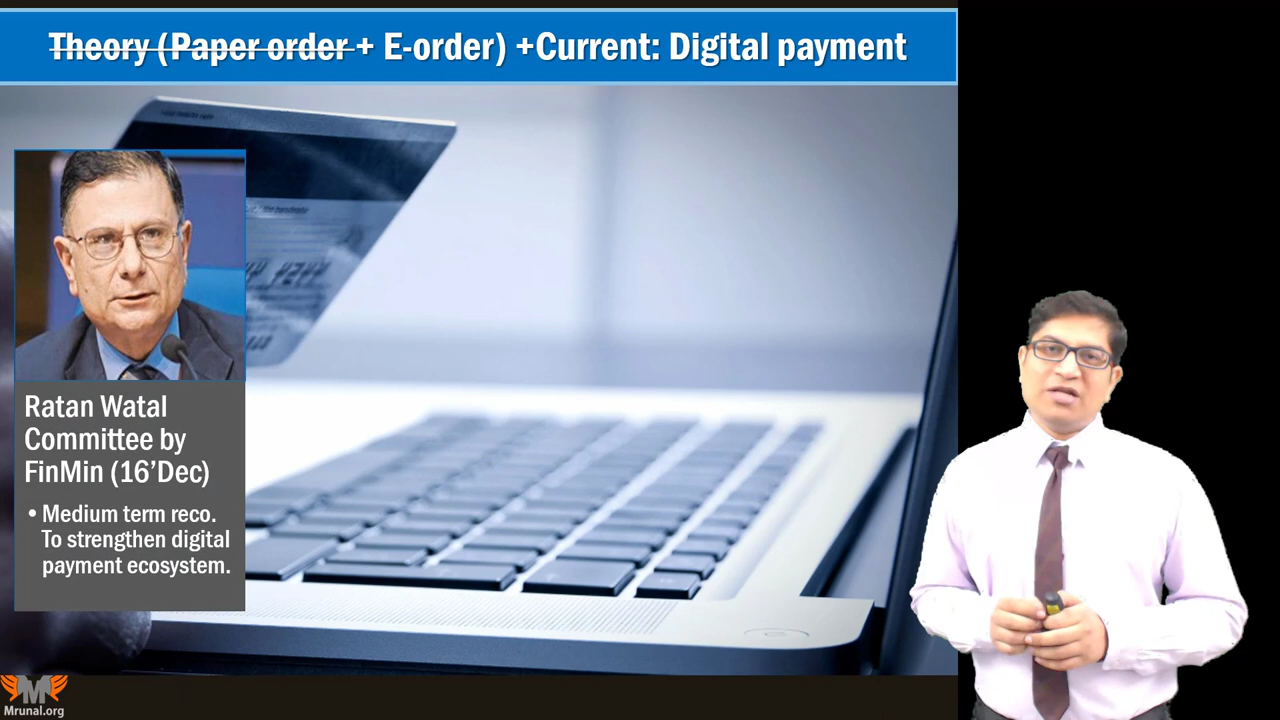 Theory (Paper order + E-order) +Current: Digital payment
Ratan Watal
Committee by
FinMin (16’Dec)
• Medium term reco.
To strengthen digital
payment ecosystem.
Mrunal.org